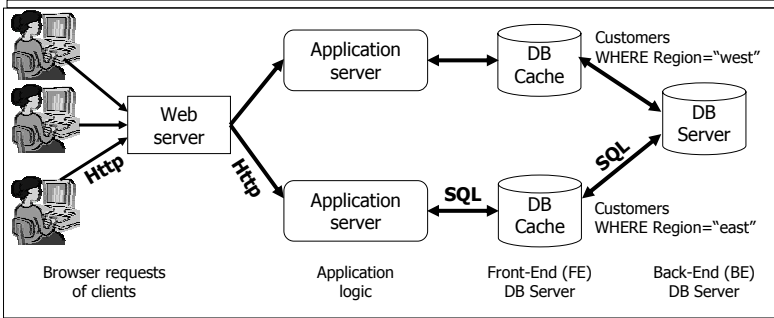 Application
server
DB
Cache
Customers
WHERE Region="west"
Web
server
DB
Server
Http
Http
SQL
SQL
Application
server
DB
Cache
Customers
WHERE Region="east"
Browser requests
of clients
Application
logic
Front-End (FE)
DB Server
Back-End (BE)
DB Server